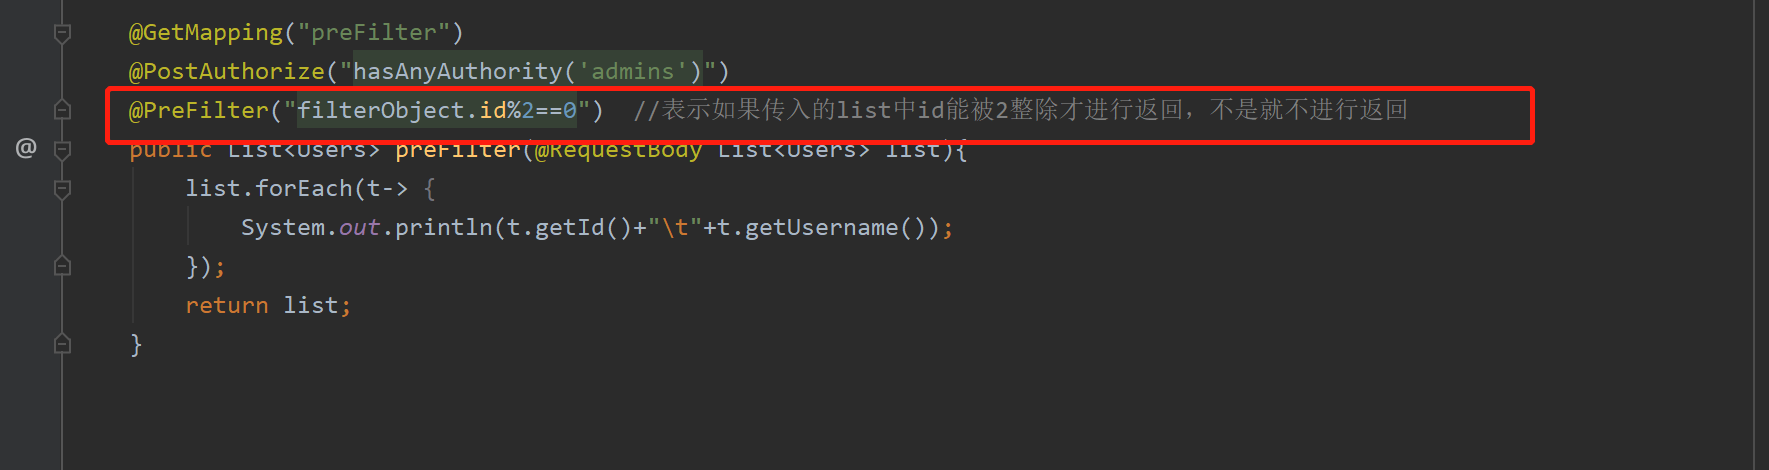 @GetMapping("preFilter")
@PostAuthorize("hasAnyAuthority('admins')")
@PreFilter("filterObject.id%2==0")  //表示如果传入的list中id能被2整除才进行返回，不是就不进行返回
@
public List<Users> preFilter(@RequestBody List<Users> list){
list.forEach(t-> {
System.out.println(t.getId()+"\t"+t.getUsername());
});
return list;
}